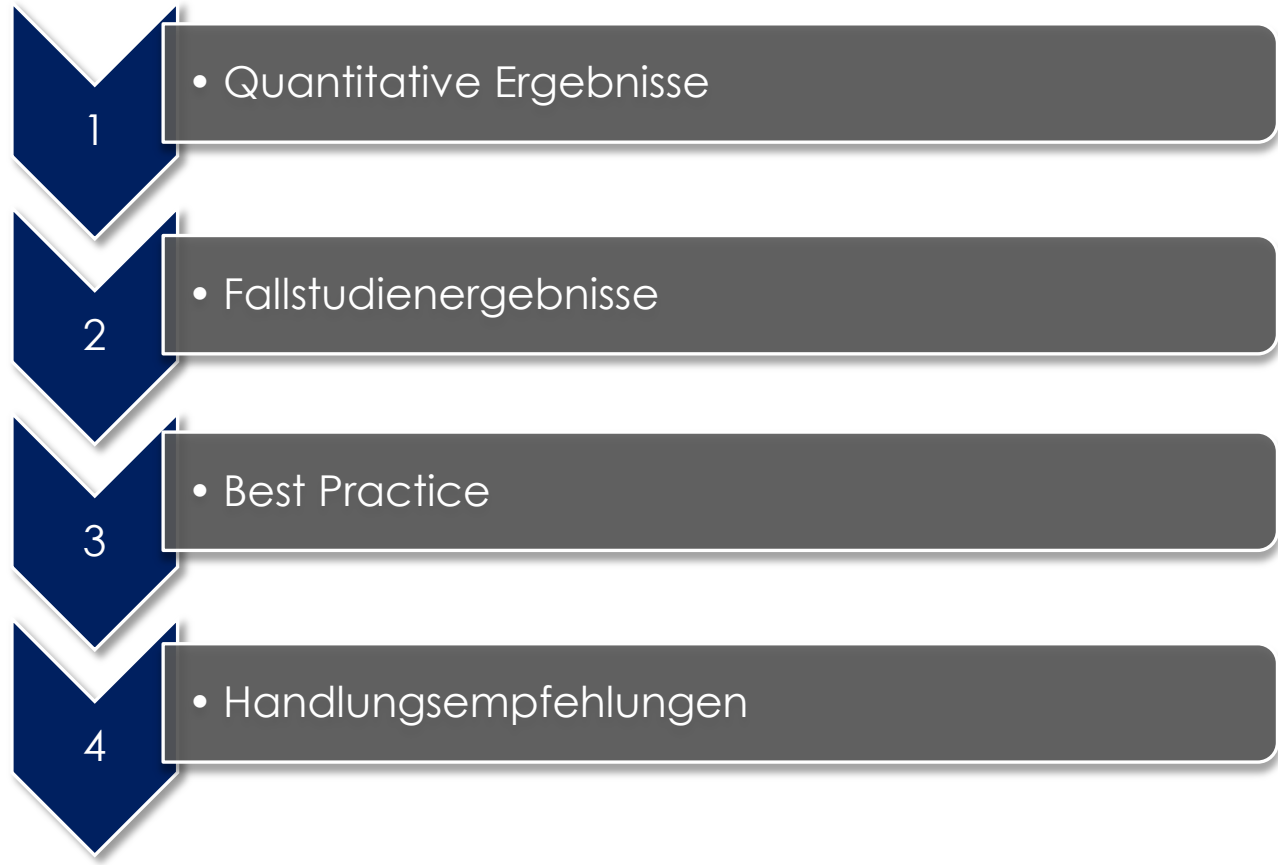 1
• Quantitative Ergebnisse
2
• Fallstudienergebnisse
3
• Best Practice
4
• Handlungsempfehlungen